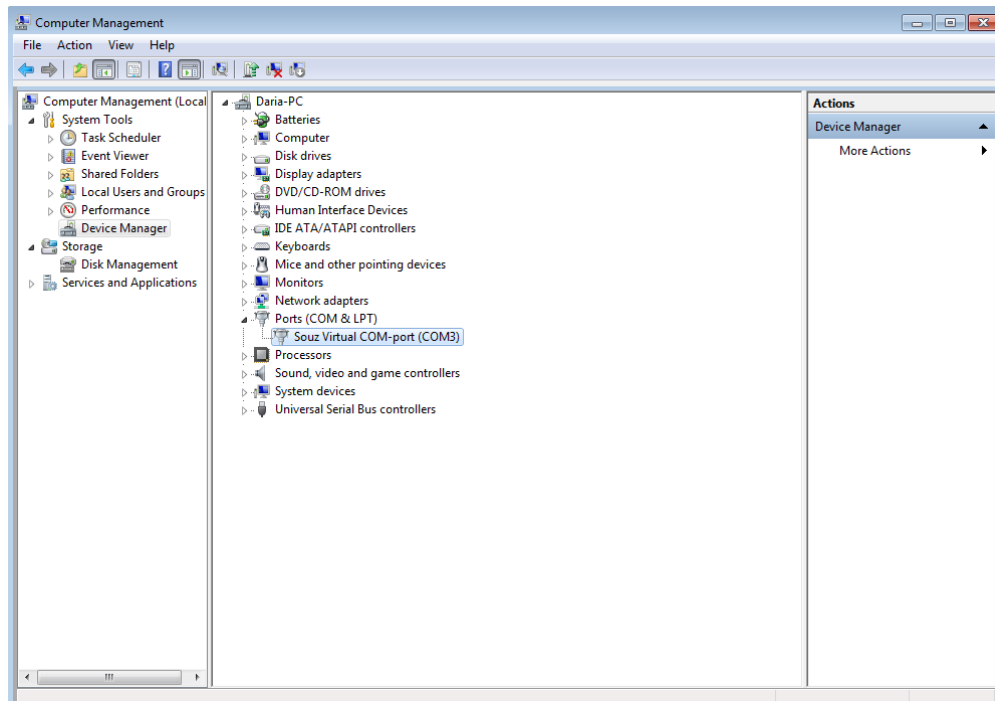 Computer Management
File Action View Help
Computer Management (Local
System Tools
Task Scheduler
Event Viewer
Shared Folders
Local Users and Groups
Performance
Device Manager
Storage
Disk Management
Services and Applications
Daria-PC
Batteries
Computer
Disk drives
Display adapters
DVD/CD-ROM drives
Human Interface Devices
IDE ATA/ATAPI controllers
Keyboards
Mice and other pointing devices
Monitors
Network adapters
Ports (COM & LPT)
Souz Virtual COM-port (COM3)
Processors
Sound, video and game controllers
System devices
Universal Serial Bus controllers
Actions
Device Manager
More Actions